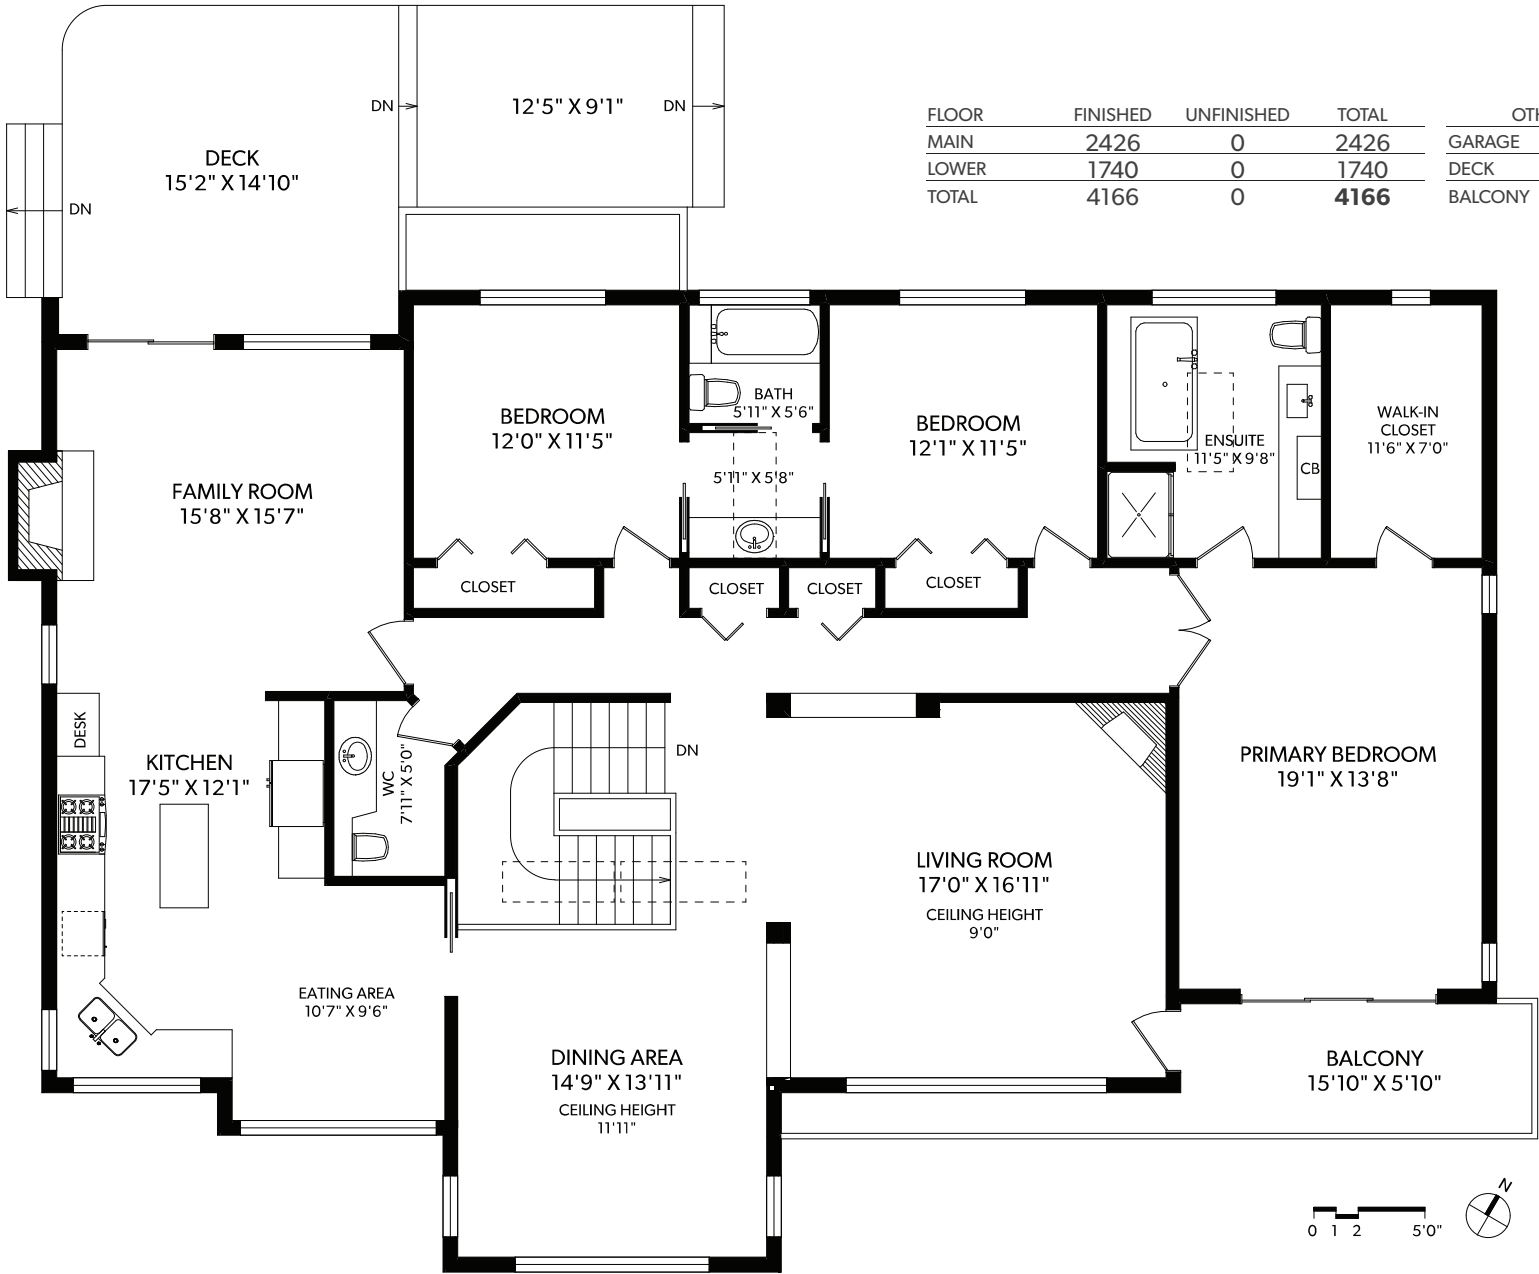 DN
12'5" X 9'1"
DN
DECK
15'2" X 14'10"
DN
FLOOR FINISHED UNFINISHED TOTAL
MAIN 2426 0 2426
LOWER 1740 0 1740
TOTAL 4166 0 4166
OTH
GARAGE
DECK
BALCONY
BEDROOM
12'0" X 11'5"
BATH
5'11" X 5'6"
5'11" X 5'8"
BEDROOM
12'1" X 11'5"
ENSUITE
11'5" X 9'8"
CB
WALK-IN
CLOSET
11'6" X 7'0"
FAMILY ROOM
15'8" X 15'7"
CLOSET
CLOSET
CLOSET
CLOSET
DESK
KITCHEN
17'5" X 12'1"
WC
7'11" X 5'0"
DN
PRIMARY BEDROOM
19'1" X 13'8"
LIVING ROOM
17'0" X 16'11"
CEILING HEIGHT
9'0"
EATING AREA
10'7" X 9'6"
DINING AREA
14'9" X 13'11"
CEILING HEIGHT
11'11"
BALCONY
15'10" X 5'10"
0 1 2 5'0"
N